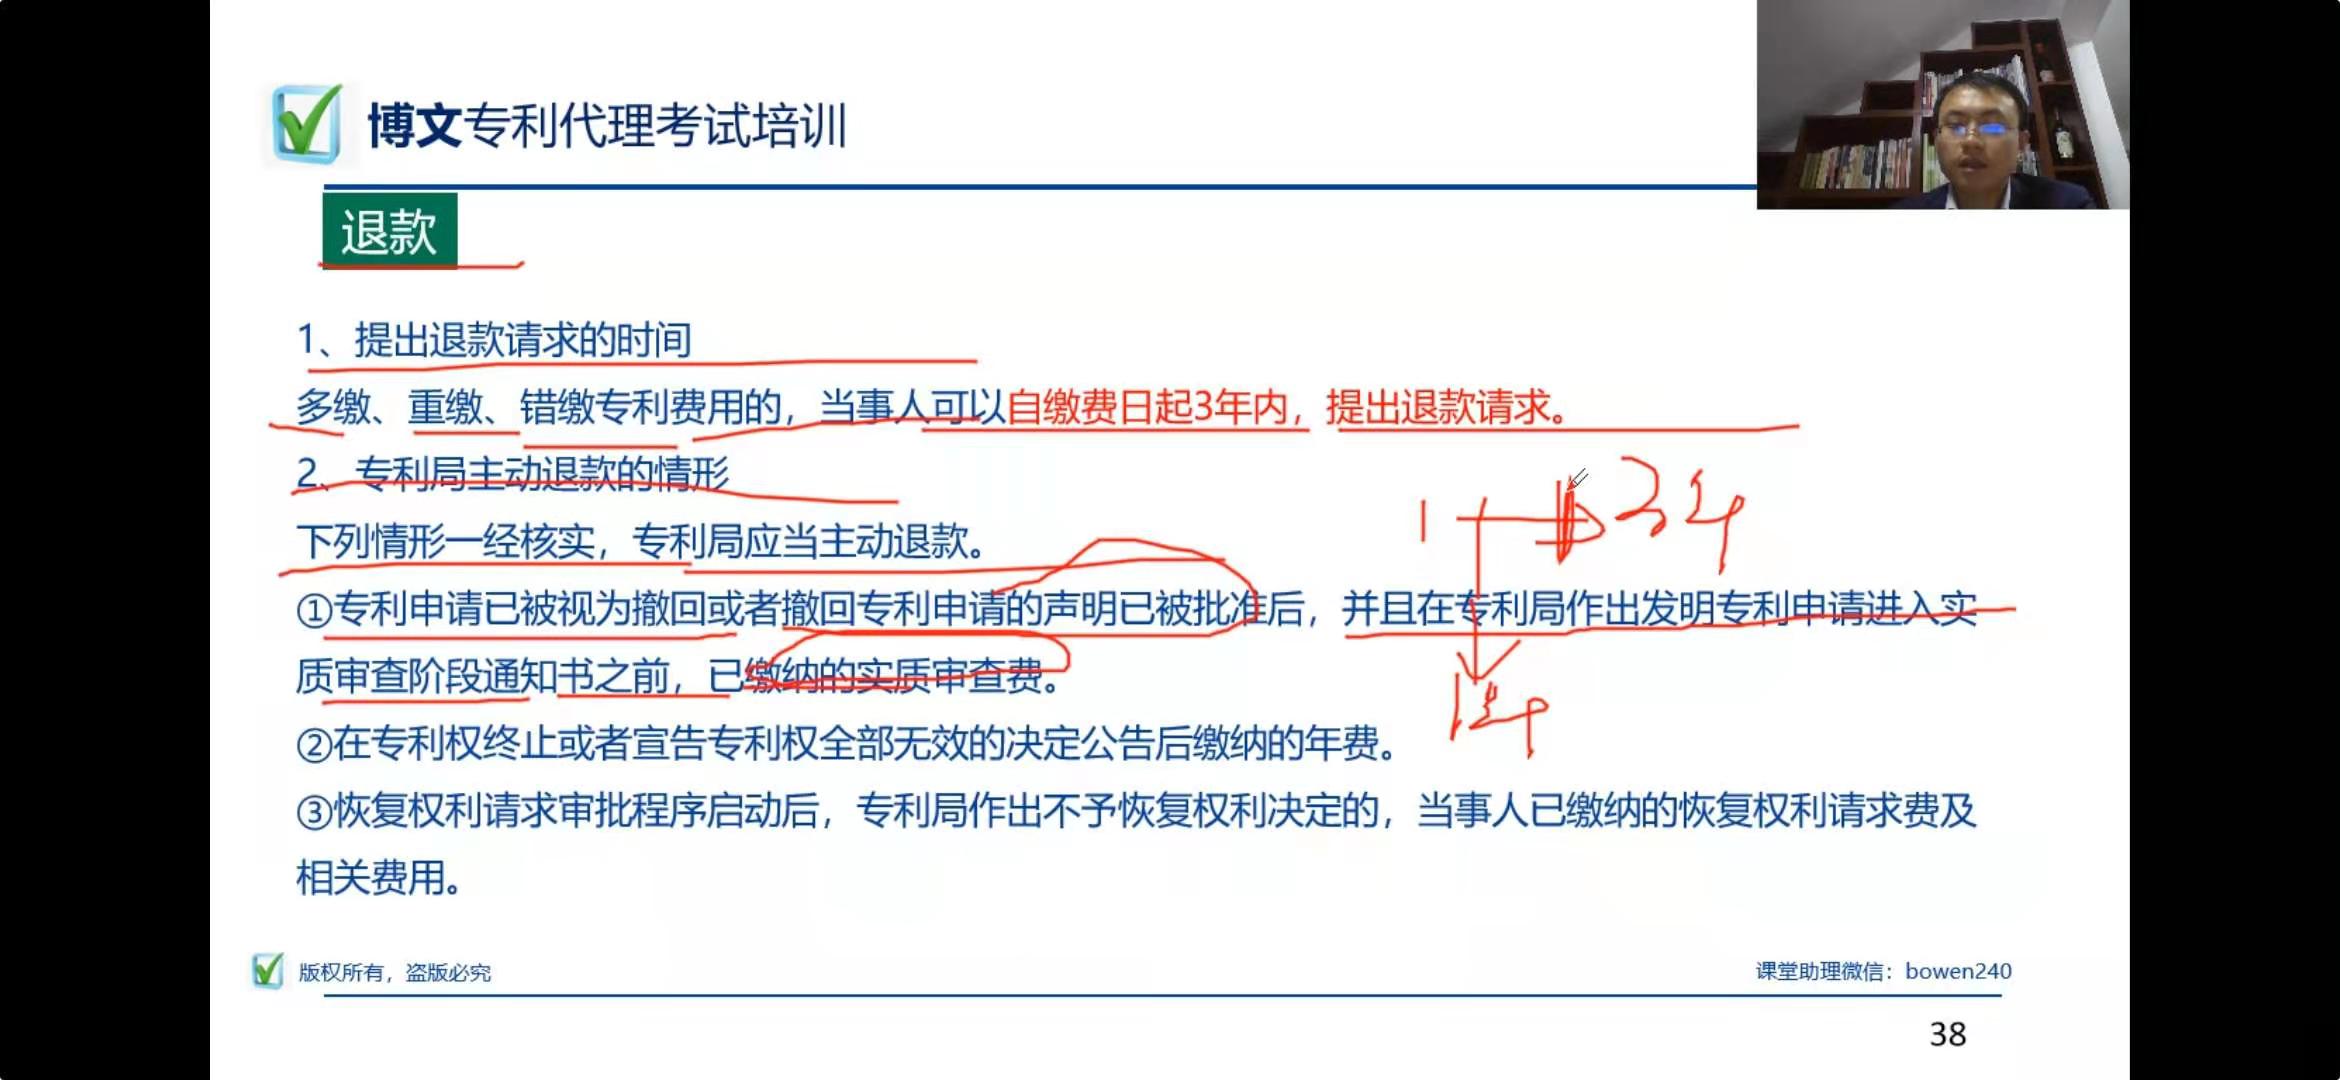 博文专利代理考试培训
退款
1、提出退款请求的时间
多缴、重缴、错缴专利费用的，当事人可以自缴费日起3年内，提出退款请求。
2、专利局主动退款的情形
下列情形一经核实，专利局应当主动退款。
①专利申请已被视为撤回或者撤回专利申请的声明已被批准后，并且在专利局作出发明专利申请进入实
质审查阶段通知书之前，已缴纳的实质审查费。
②在专利权终止或者宣告专利权全部无效的决定公告后缴纳的年费。
③恢复权利请求审批程序启动后，专利局作出不予恢复权利决定的，当事人已缴纳的恢复权利请求费及
相关费用。
3年
1年
版权所有，盗版必究
课堂助理微信：bowen240
38